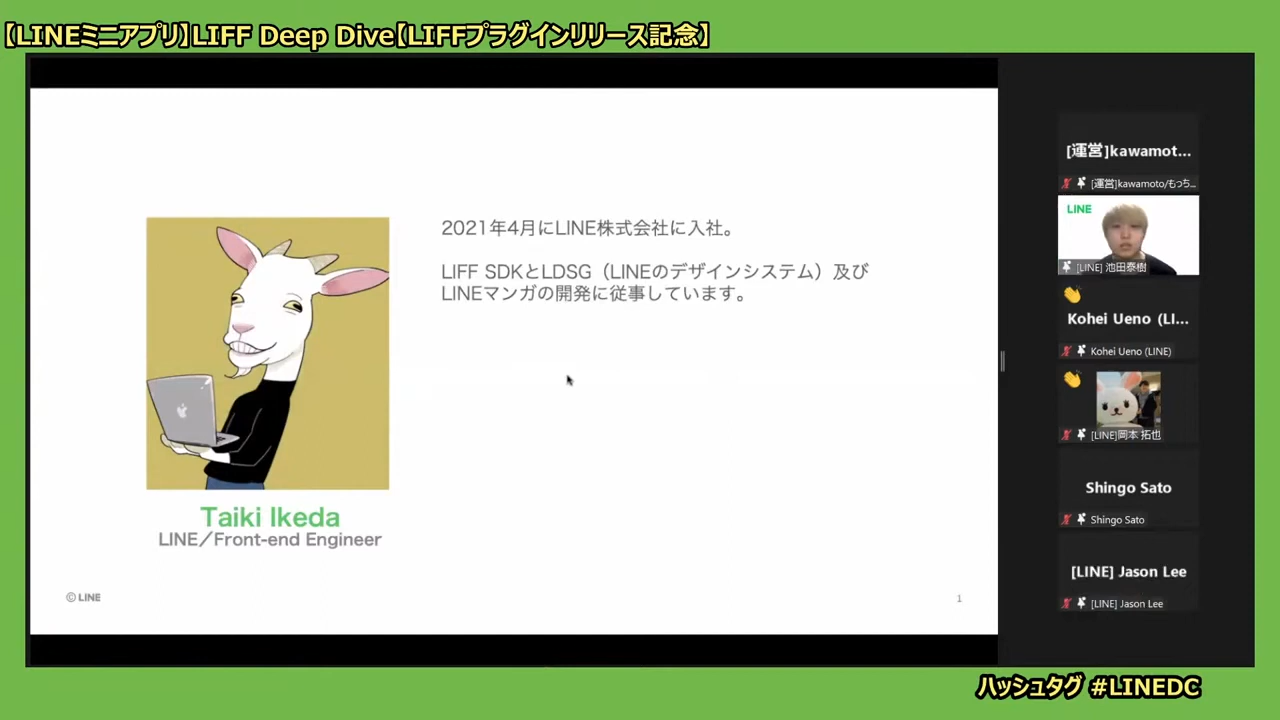 【LINEミニアプリ】LIFF Deep Dive【LIFFプラグインリリース記念】
2021年4月にLINE株式会社に入社。
LIFF SDKとLDSG（LINEのデザインシステム）及び
LINEマンガの開発に従事しています。
Taiki Ikeda
LINE／Front-end Engineer
© LINE
1
[運営]kawamot...
[運営]kawamoto/もっち...
LINE
[LINE] 池田泰樹
Kohei Ueno (LI...
Kohei Ueno (LINE)
[LINE]岡本 拓也
Shingo Sato
Shingo Sato
[LINE] Jason Lee
[LINE] Jason Lee
ハッシュタグ #LINEDC